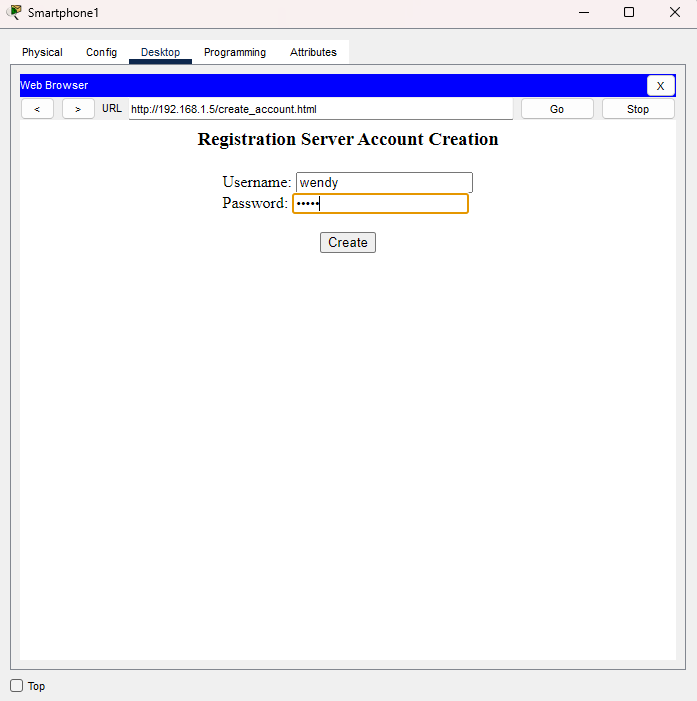 Smartphone1
Physical Config Desktop Programming Attributes
Web Browser X
< > URL http://192.168.1.5/create_account.html Go Stop
Registration Server Account Creation
Username: wendy
Password: •••••
Create
Top